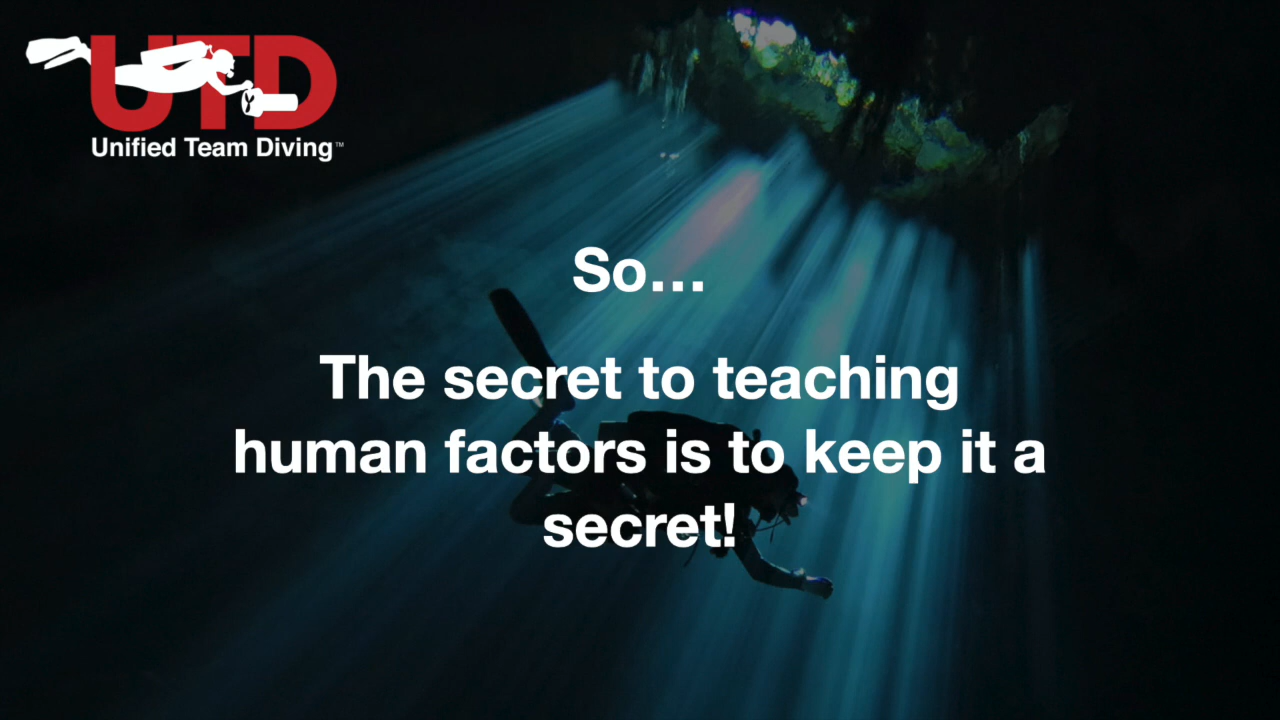 UTD
Unified Team Diving™
So...
The secret to teaching
human factors is to keep it a
secret!